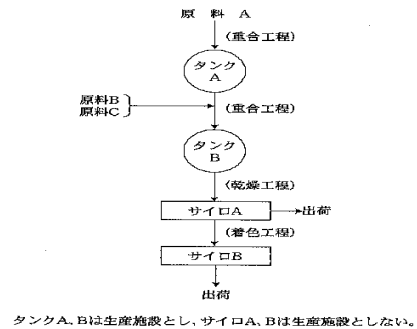 原料A
(重合工程)
タンク
A
原料B
原料C
(重合工程)
タンク
B
(乾燥工程)
サイロA
出荷
(着色工程)
サイロB
出荷
タンクA、Bは生産施設とし、サイロA、Bは生産施設としない。